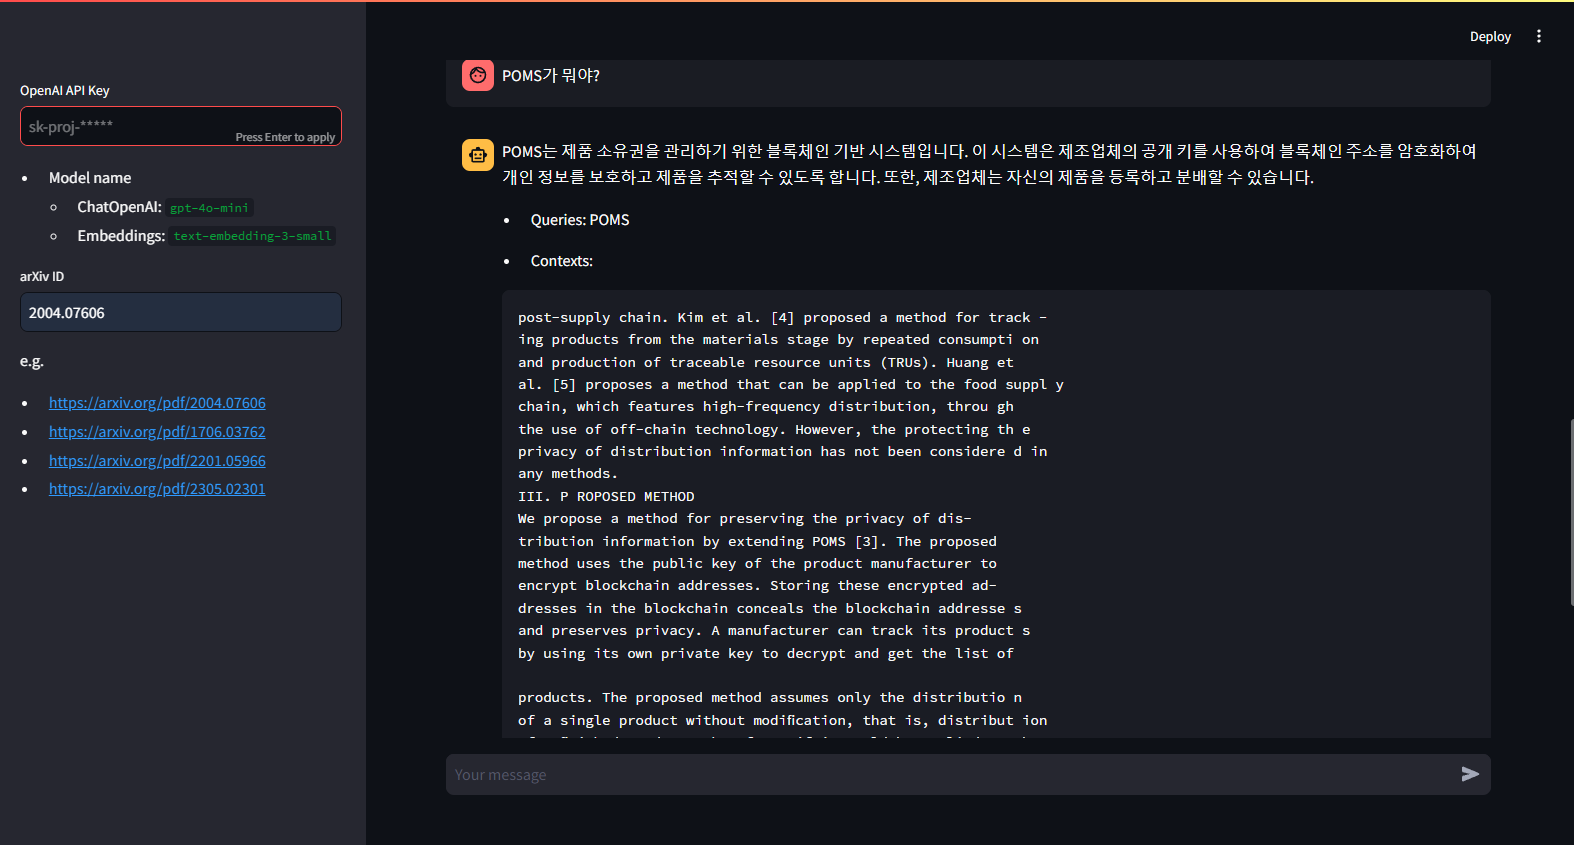 Deploy
OpenAI API Key
sk-proj-*****
Press Enter to apply
Model name
ChatOpenAI: gpt-4o-mini
Embeddings: text-embedding-3-small
arXiv ID
2004.07606
e.g.
https://arxiv.org/pdf/2004.07606
https://arxiv.org/pdf/1706.03762
https://arxiv.org/pdf/2201.05966
https://arxiv.org/pdf/2305.02301
POMS가 뭐야?
POMS는 제품 소유권을 관리하기 위한 블록체인 기반 시스템입니다. 이 시스템은 제조업체의 공개 키를 사용하여 블록체인 주소를 암호화하여
개인 정보를 보호하고 제품을 추적할 수 있도록 합니다. 또한, 제조업체는 자신의 제품을 등록하고 분배할 수 있습니다.
Queries: POMS
Contexts:
post-supply chain. Kim et al. [4] proposed a method for track -
ing products from the materials stage by repeated consumpti on
and production of traceable resource units (TRUs). Huang et
al. [5] proposes a method that can be applied to the food suppl y
chain, which features high-frequency distribution, throu gh
the use of off-chain technology. However, the protecting th e
privacy of distribution information has not been considere d in
any methods.
III. P ROPOSED METHOD
We propose a method for preserving the privacy of dis-
tribution information by extending POMS [3]. The proposed
method uses the public key of the product manufacturer to
encrypt blockchain addresses. Storing these encrypted ad-
dresses in the blockchain conceals the blockchain addresse s
and preserves privacy. A manufacturer can track its product s
by using its own private key to decrypt and get the list of
products. The proposed method assumes only the distributio n
of a single product without modification, that is, distribut ion
Your message